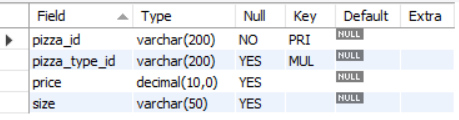 Field Type Null Key Default Extra
pizza_id varchar(200) NO PRI NULL
pizza_type_id varchar(200) YES MUL NULL
price decimal(10,0) YES NULL
size varchar(50) YES NULL